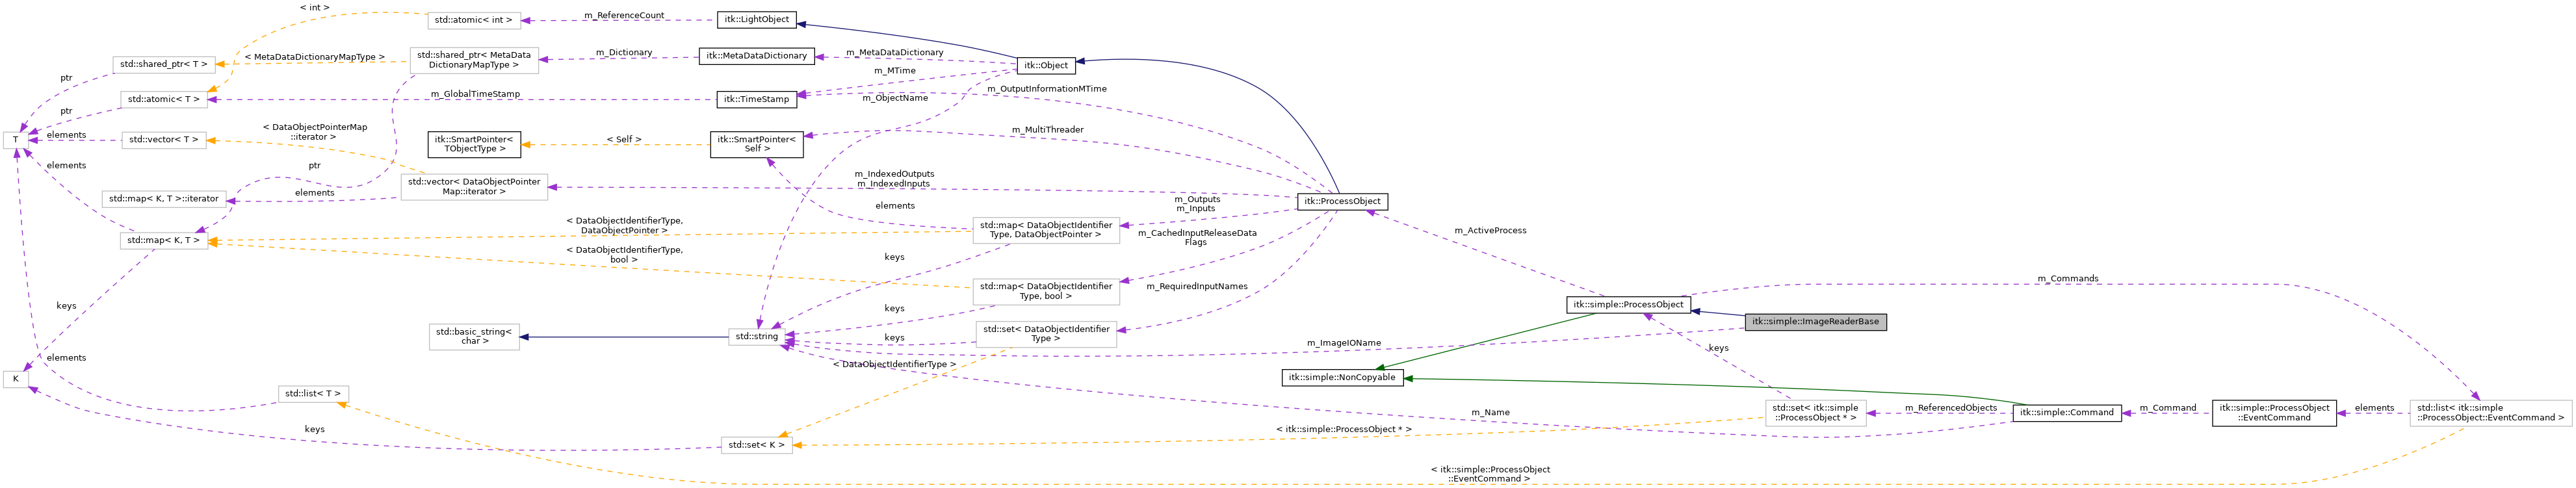 < int >
std::atomic< int >
m_ReferenceCount
itk::LightObject
std::shared_ptr< T >
< MetaDataDictionaryMapType >
std::shared_ptr< MetaData
DictionaryMapType >
m_Dictionary
itk::MetaDataDictionary
m_MetaDataDictionary
itk::Object
ptr
m_MTime
std::atomic< T >
m_GlobalTimeStamp
itk::TimeStamp
m_ObjectName
m_OutputInformationMTime
ptr
T
elements
std::vector< T >
< DataObjectPointerMap
::iterator >
itk::SmartPointer<
TObjectType >
< Self >
itk::SmartPointer<
Self >
m_MultiThreader
elements
ptr
std::map< K, T >::iterator
elements
std::vector< DataObjectPointer
Map::iterator >
m_IndexedOutputs
m_IndexedInputs
itk::ProcessObject
elements
m_Outputs
m_Inputs
std::map< K, T >
< DataObjectIdentifierType,
DataObjectPointer >
std::map< DataObjectIdentifier
Type, DataObjectPointer >
m_CachedInputReleaseData
Flags
m_ActiveProcess
< DataObjectIdentifierType,
bool >
keys
std::map< DataObjectIdentifier
Type, bool >
m_RequiredInputNames
m_Commands
keys
keys
itk::simple::ProcessObject
itk::simple::ImageReaderBase
std::basic_string<
char >
std::string
keys
std::set< DataObjectIdentifier
Type >
m_ImageIOName
keys
elements
< DataObjectIdentifierType >
K
itk::simple::NonCopyable
std::list< T >
m_Name
std::set< itk::simple
::ProcessObject * >
m_ReferencedObjects
itk::simple::Command
m_Command
itk::simple::ProcessObject
::EventCommand
elements
std::list< itk::simple
::ProcessObject::EventCommand >
keys
std::set< K >
< itk::simple::ProcessObject * >
< itk::simple::ProcessObject
::EventCommand >